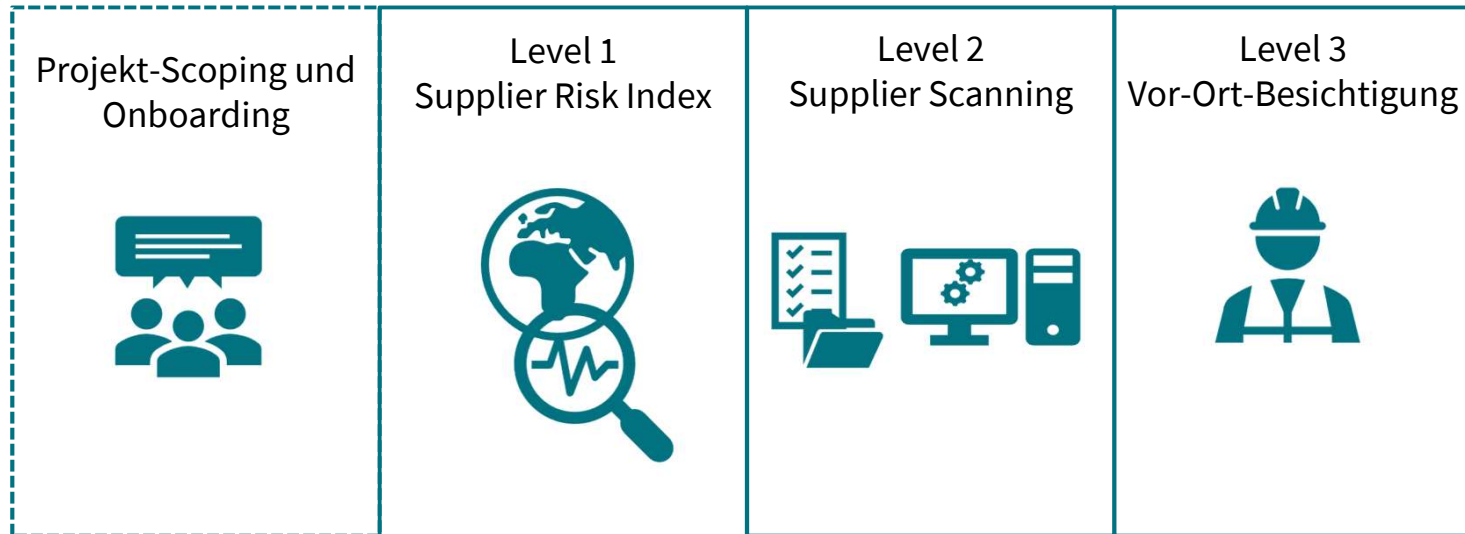 Projekt-Scoping und
Onboarding
Level 1
Supplier Risk Index
Level 2
Supplier Scanning
Level 3
Vor-Ort-Besichtigung